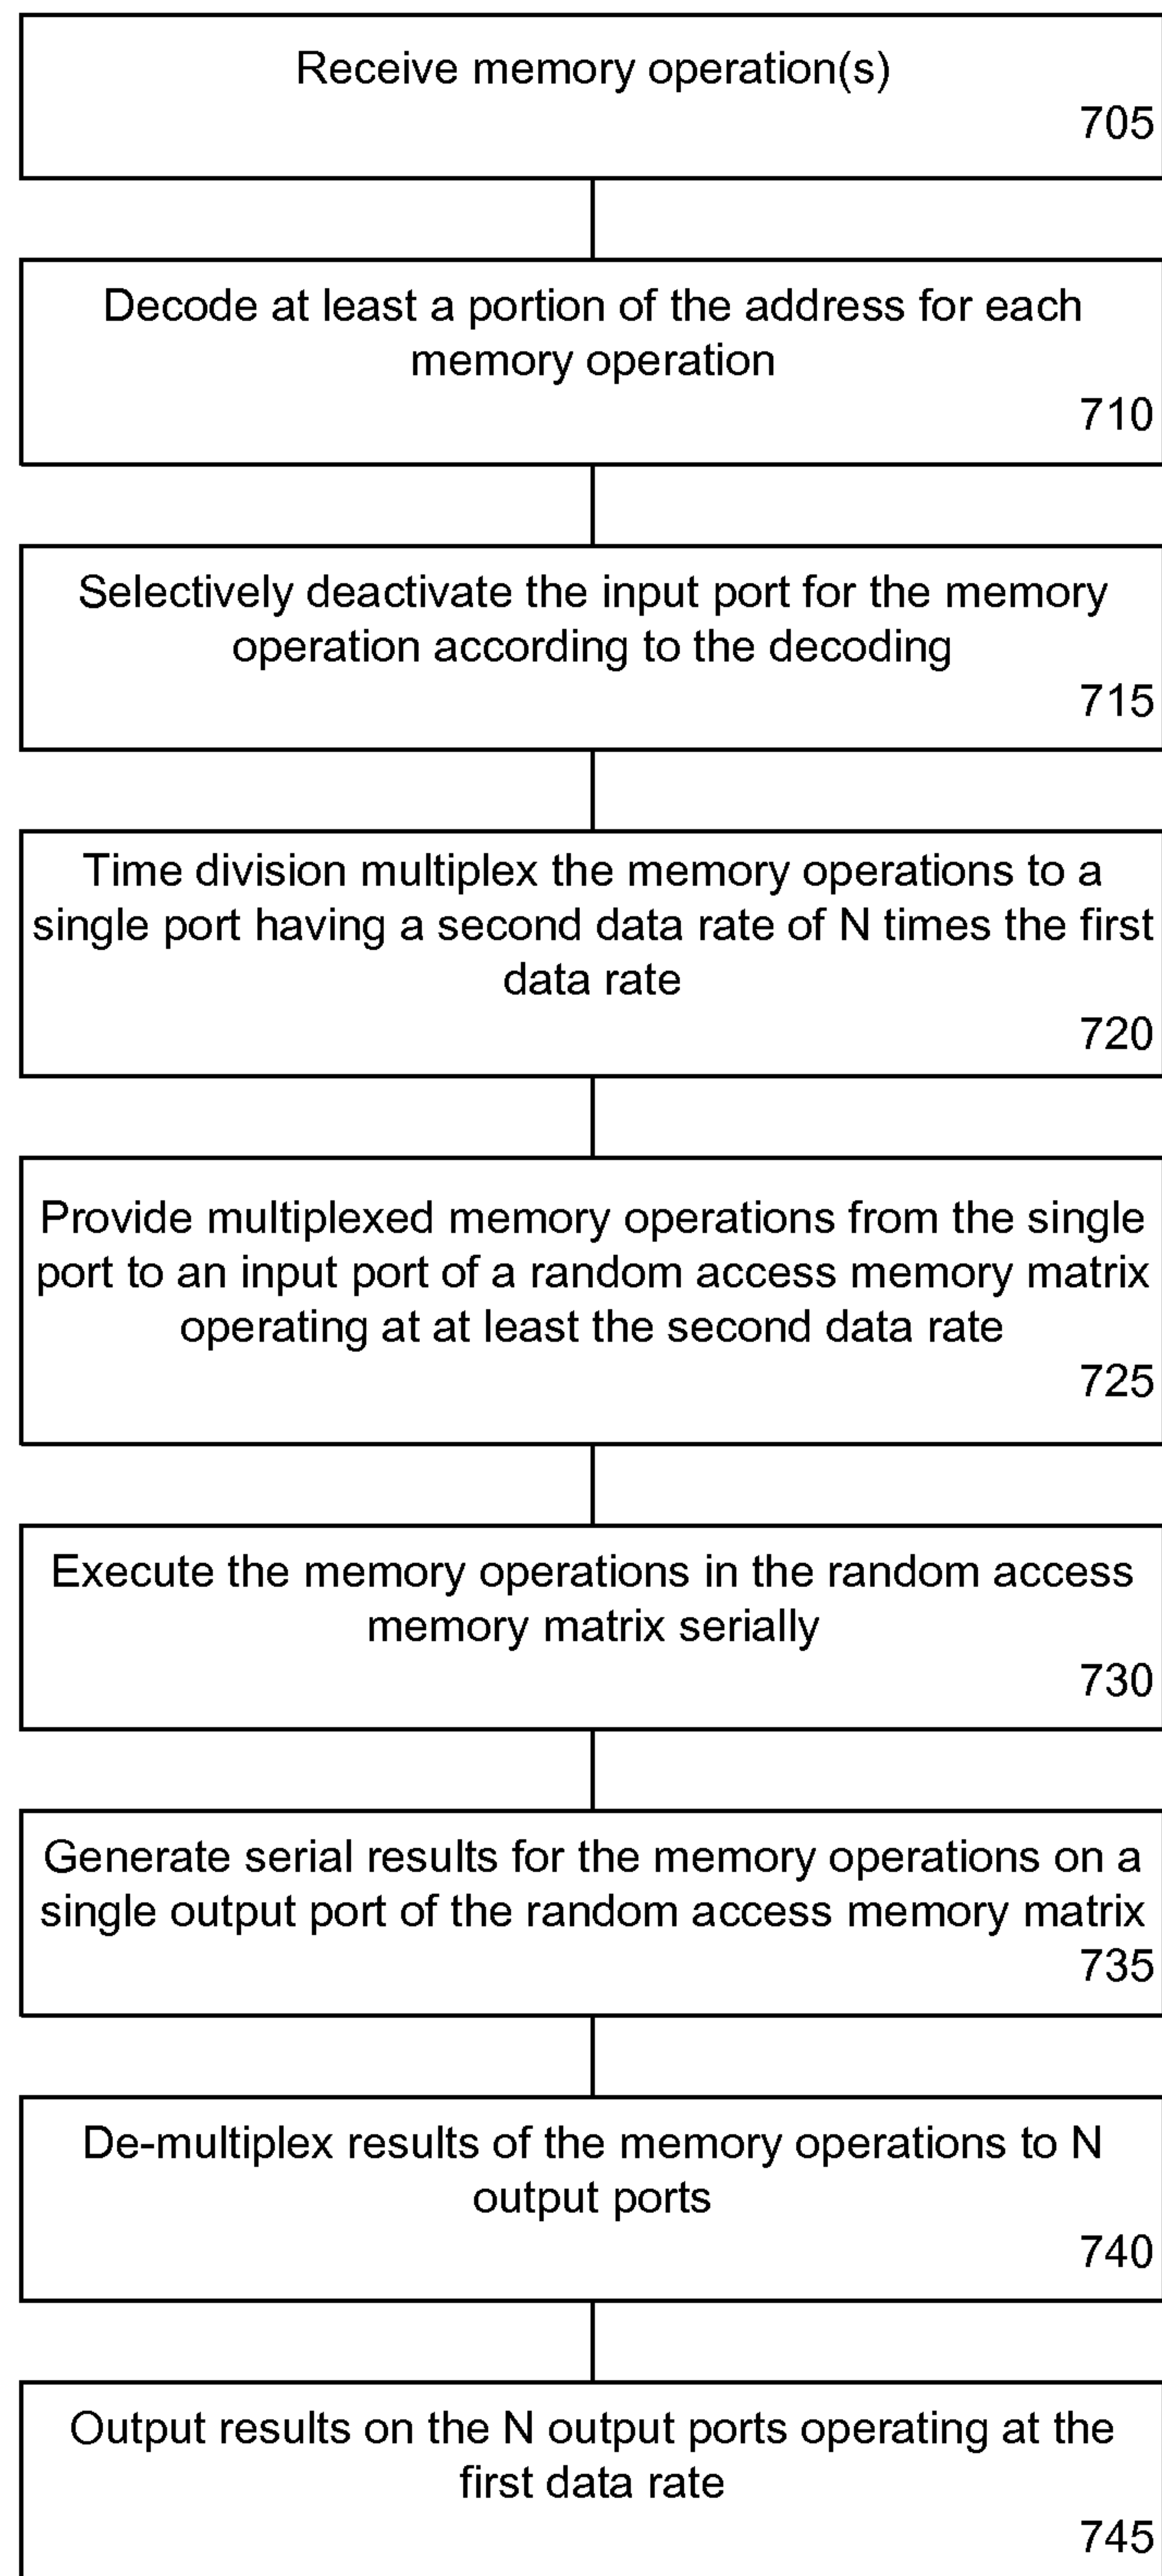 Receive memory operation(s)
705
Decode at least a portion of the address for each
memory operation
710
Selectively deactivate the input port for the memory
operation according to the decoding
715
Time division multiplex the memory operations to a
single port having a second data rate of N times the first
data rate
720
Provide multiplexed memory operations from the single
port to an input port of a random access memory matrix
operating at at least the second data rate
725
Execute the memory operations in the random access
memory matrix serially
730
Generate serial results for the memory operations on a
single output port of the random access memory matrix
735
De-multiplex results of the memory operations to N
output ports
740
Output results on the N output ports operating at the
first data rate
745